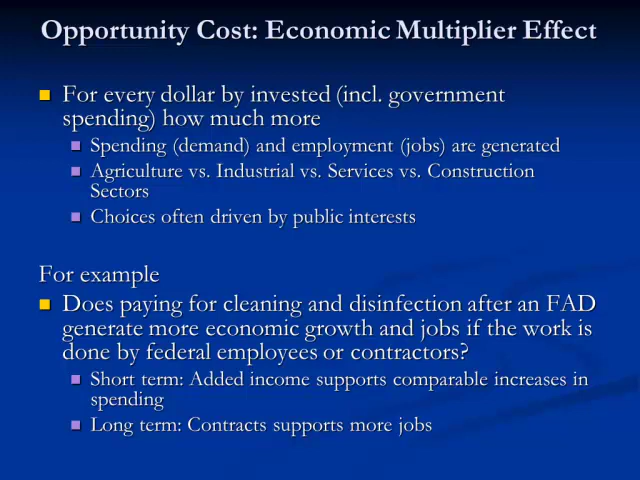 Opportunity Cost: Economic Multiplier Effect
For every dollar by invested (incl. government
spending) how much more
Spending (demand) and employment (jobs) are generated
Agriculture vs. Industrial vs. Services vs. Construction
Sectors
Choices often driven by public interests
For example
Does paying for cleaning and disinfection after an FAD
generate more economic growth and jobs if the work is
done by federal employees or contractors?
Short term: Added income supports comparable increases in
spending
Long term: Contracts supports more jobs